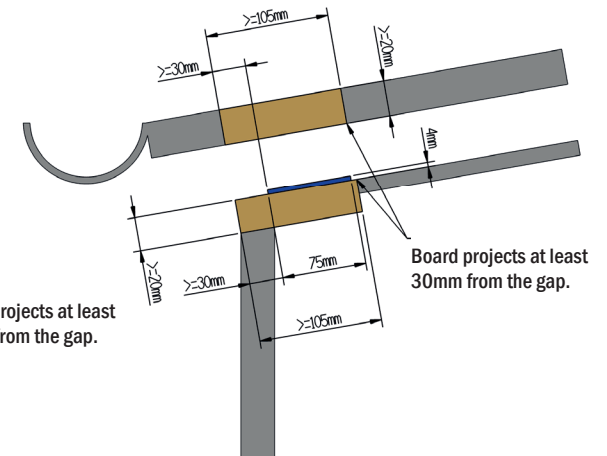 >=105mm
>=30mm
>=20mm
4mm
Board projects at least
30mm from the gap.
>=20mm
>=30mm
75mm
>=105mm
rojects at least
rom the gap.